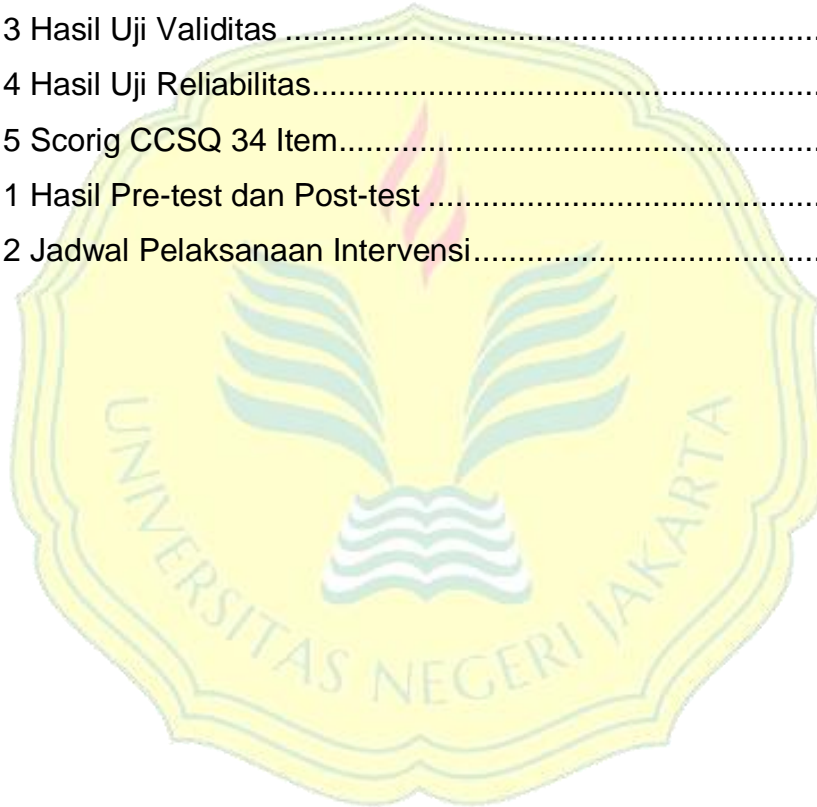 3 Hasil Uji Validitas ................................................................
4 Hasil Uji Reliabilitas.............................................................
5 Scorig CCSQ 34 Item..........................................................
1 Hasil Pre-test dan Post-test ...............................................
2 Jadwal Pelaksanaan Intervensi..........................................
UNIVERSITAS NEGERI JAKARTA